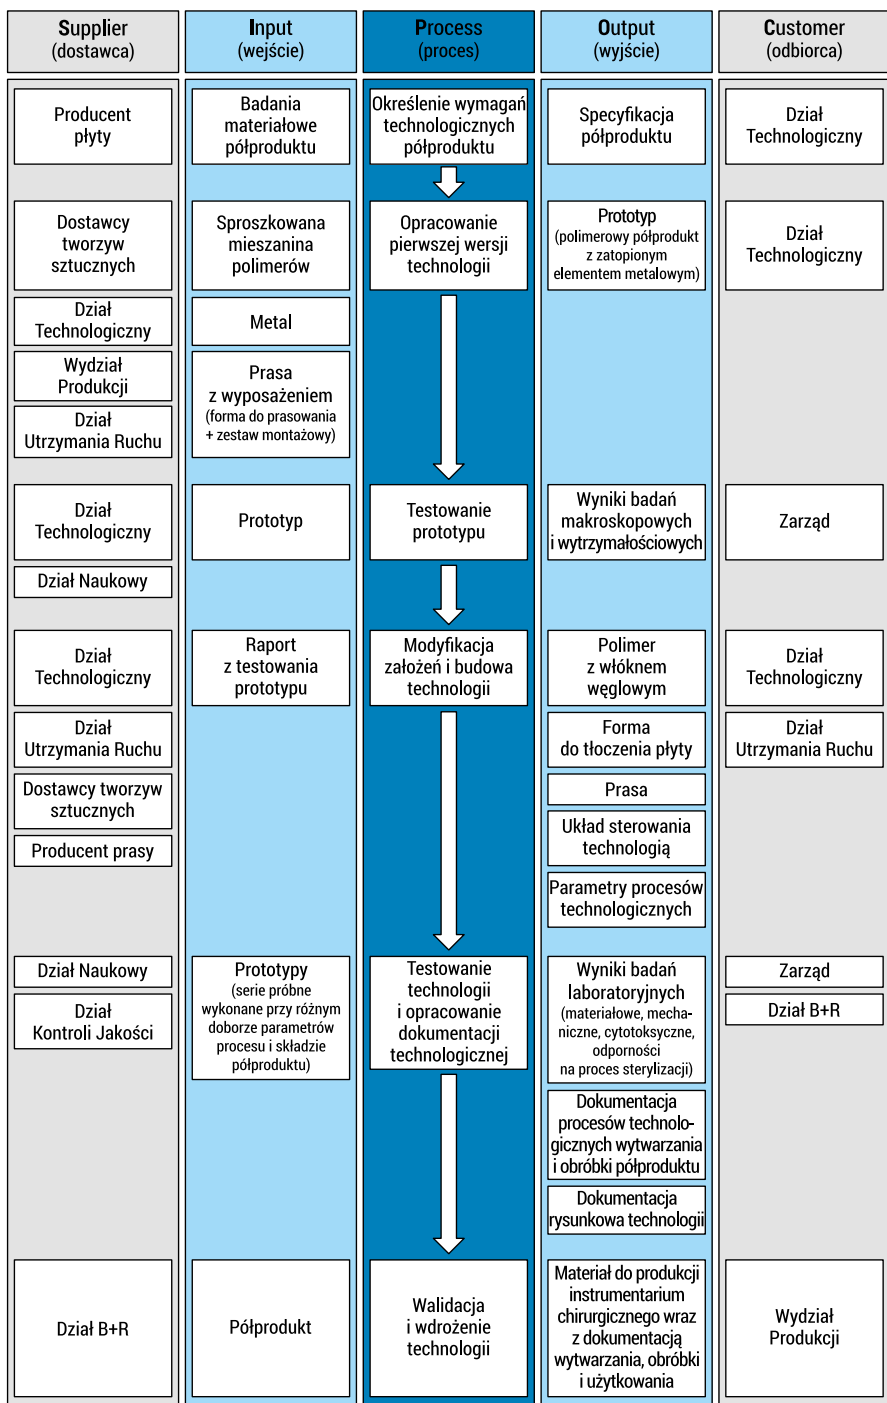 Supplier
(dostawca)
Input
(wejście)
Process
(proces)
Output
(wyjście)
Customer
(odbiorca)
Producent
płyty
Badania
materiałowe
półproduktu
Określenie wymagań
technologicznych
półproduktu
Specyfikacja
półproduktu
Dział
Technologiczny
Dostawcy
tworzyw
sztucznych
Sproszkowana
mieszanina
polimerów
Opracowanie
pierwszej wersji
technologii
Prototyp
(polimerowy półprodukt
z zatopionym
elementem metalowym)
Dział
Technologiczny
Dział
Technologiczny
Metal
Wydział
Produkcji
Prasa
z wyposażeniem
(forma do prasowania
+ zestaw montażowy)
Dział
Utrzymania Ruchu
Dział
Technologiczny
Prototyp
Testowanie
prototypu
Wyniki badań
makroskopowych
i wytrzymałościowych
Zarząd
Dział Naukowy
Dział
Technologiczny
Raport
z testowania
prototypu
Modyfikacja
założeń i budowa
technologii
Polimer
z włóknem
węglowym
Dział
Technologiczny
Dział
Utrzymania Ruchu
Forma
do tłoczenia płyty
Dział
Utrzymania Ruchu
Dostawcy tworzyw
sztucznych
Prasa
Producent prasy
Układ sterowania
technologią
Parametry procesów
technologicznych
Dział Naukowy
Dział
Kontroli Jakości
Prototypy
(serie próbne
wykonane przy różnym
doborze parametrów
procesu i składzie
półproduktu)
Testowanie
technologii
i opracowanie
dokumentacji
technologicznej
Wyniki badań
laboratoryjnych
(materiałowe, mecha-
niczne, cytotoksyczne,
odporności
na proces sterylizacji)
Zarząd
Dział B+R
Dokumentacja
procesów technolo-
gicznych wytwarzania
i obróbki półproduktu
Dokumentacja
rysunkowa technologii
Dział B+R
Półprodukt
Walidacja
i wdrożenie
technologii
Materiał do produkcji
instrumentarium
chirurgicznego wraz
z dokumentacją
wytwarzania, obróbki
i użytkowania
Wydział
Produkcji